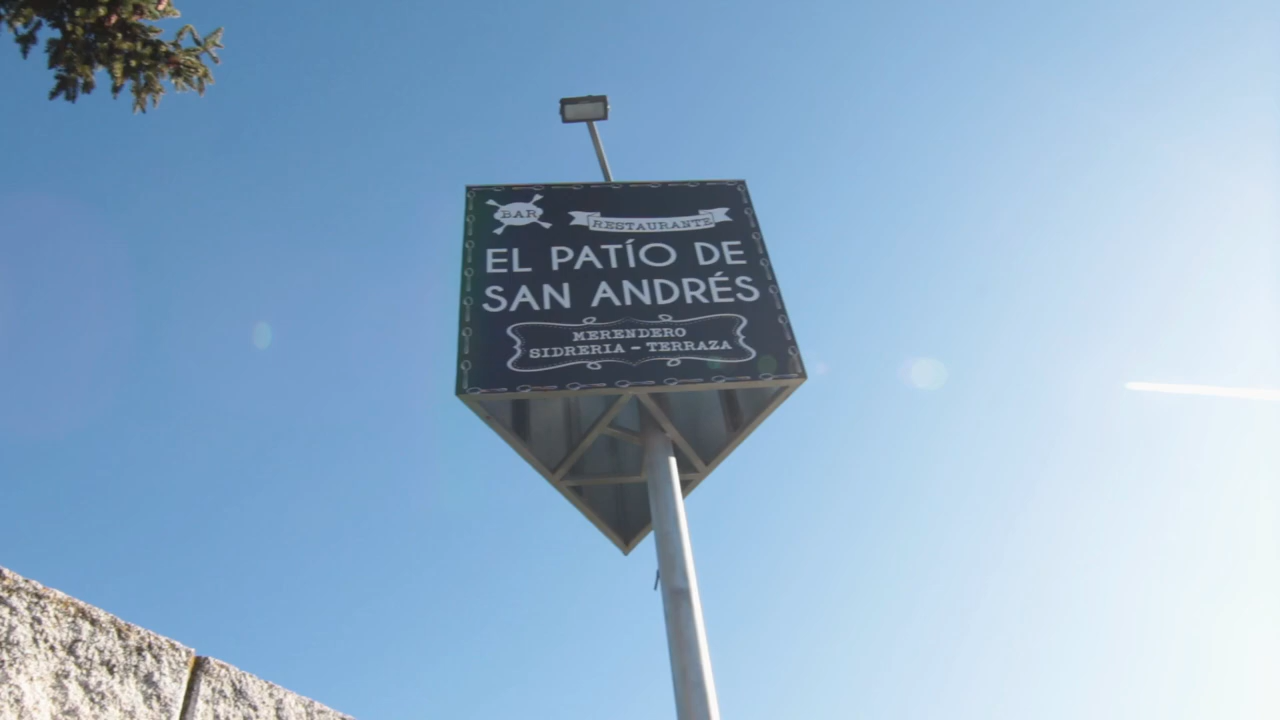 BAR
RESTAURANTE
EL PATÍO DE
SAN ANDRÉS
MERENDERO
SIDRERIA - TERRAZA